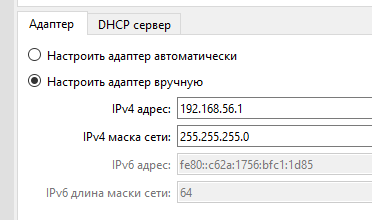 Адаптер DHCP сервер
Настроить адаптер автоматически
Настроить адаптер вручную
IPv4 адрес: 192.168.56.1
IPv4 маска сети: 255.255.255.0
IPv6 адрес: fe80::c62a:1756:bfc1:1d85
IPv6 длина маски сети: 64